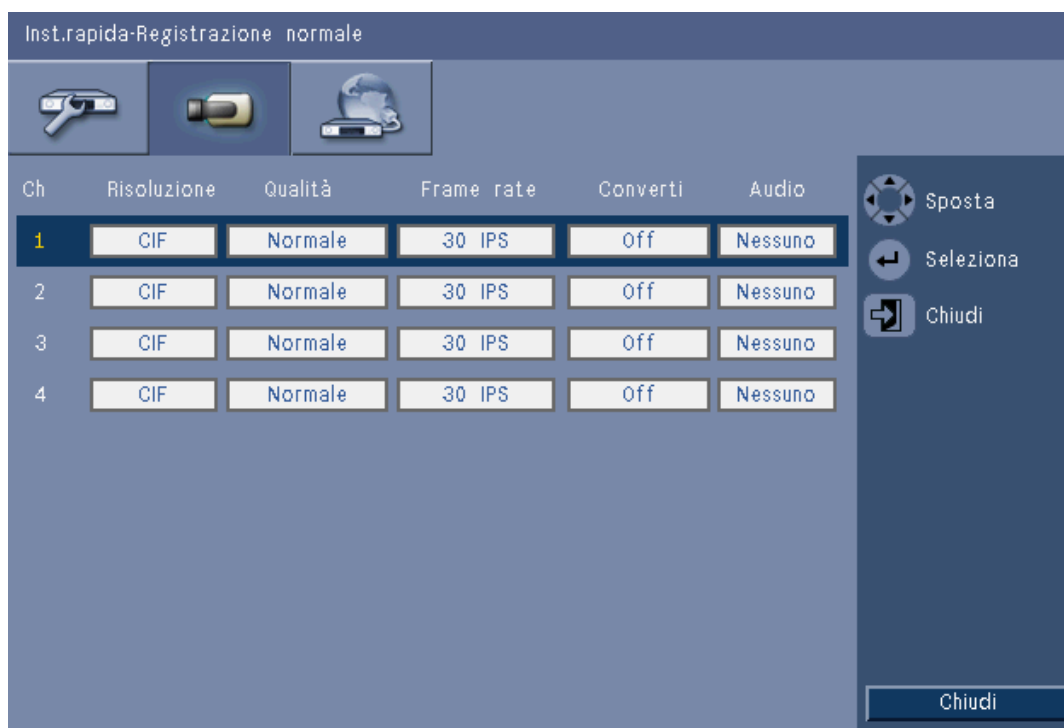 Inst.rapida-Registrazione normale
Ch Risoluzione Qualità Frame rate Converti Audio
1 CIF Normale 30 IPS Off Nessuno
2 CIF Normale 30 IPS Off Nessuno
3 CIF Normale 30 IPS Off Nessuno
4 CIF Normale 30 IPS Off Nessuno
Sposta
Seleziona
Chiudi
Chiudi